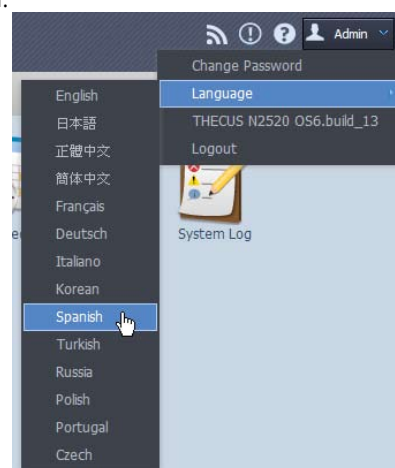 Admin
Change Password
Language
THECUS N2520 OS6.build_13
Logout
English
日本語
正體中文
简体中文
Français
Deutsch
Italiano
Korean
Spanish
Turkish
Russia
Polish
Portugal
Czech
System Log